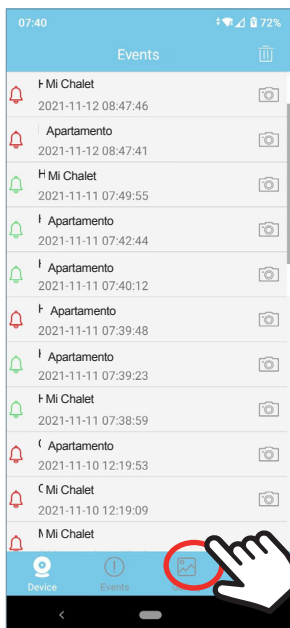 07:40 72%
Events
Mi Chalet
2021-11-12 08:47:46
Apartamento
2021-11-12 08:47:41
Mi Chalet
2021-11-11 07:49:55
Apartamento
2021-11-11 07:42:44
Apartamento
2021-11-11 07:40:12
Apartamento
2021-11-11 07:39:48
Apartamento
2021-11-11 07:39:23
Mi Chalet
2021-11-11 07:38:59
Apartamento
2021-11-10 12:19:53
Mi Chalet
2021-11-10 12:19:09
Mi Chalet
Device Events